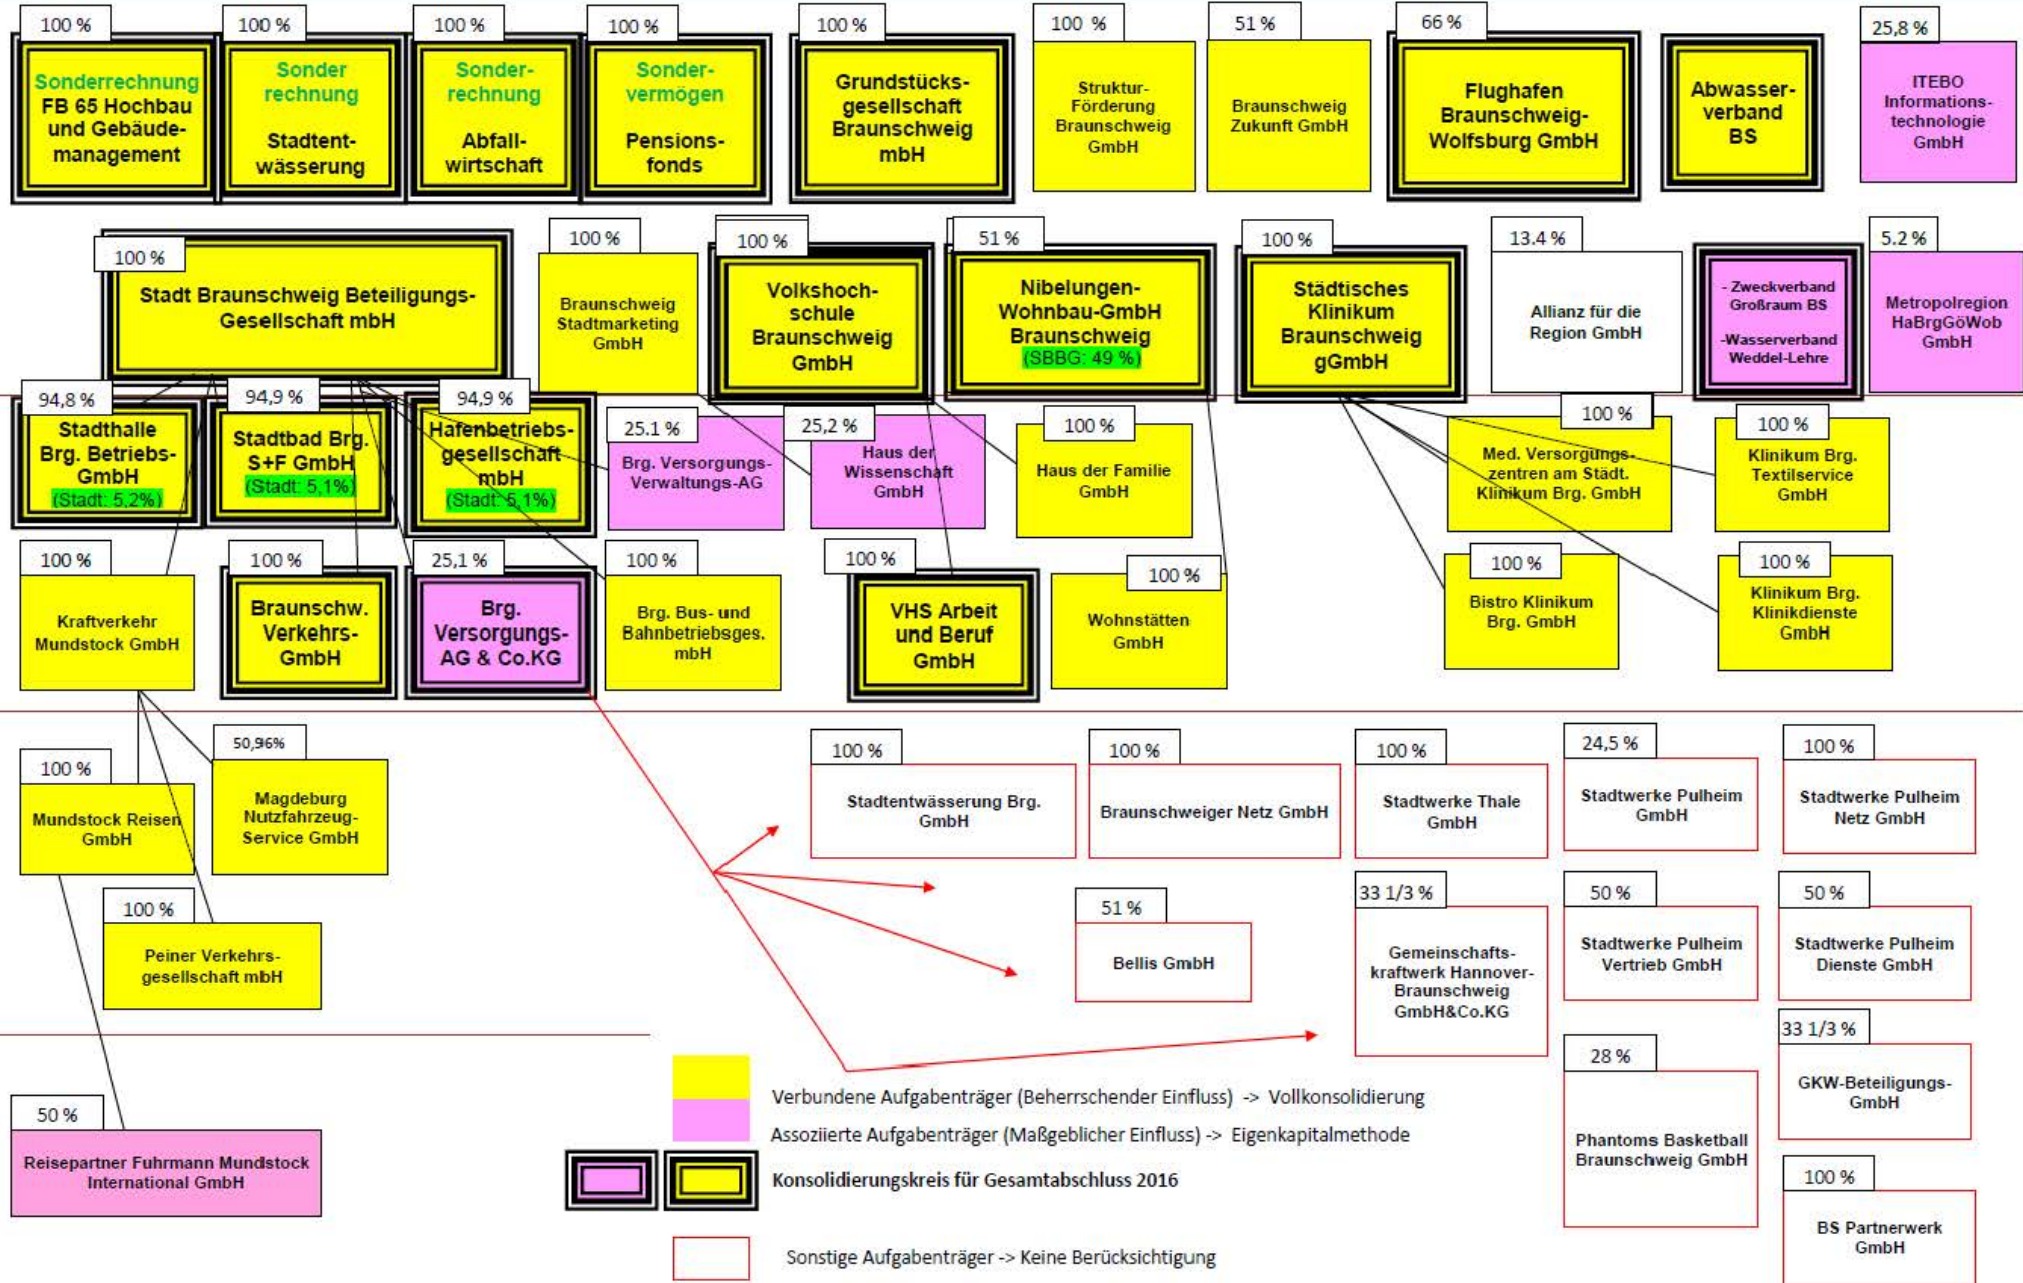 100 %
Sonderrechnung
FB 65 Hochbau
und Gebäude-
management
100 %
Sonder
rechnung
Stadtent-
wässerung
100 %
Sonder-
rechnung
Abfall-
wirtschaft
100 %
Sonder-
vermögen
Pensions-
fonds
100 %
Grundstücks-
gesellschaft
Braunschweig
mbH
100 %
Struktur-
Förderung
Braunschweig
GmbH
51 %
Braunschweig
Zukunft GmbH
66 %
Flughafen
Braunschweig-
Wolfsburg GmbH
Abwasser-
verband
BS
25,8 %
ITEBO
Informations-
technologie
GmbH
100 %
Stadt Braunschweig Beteiligungs-
Gesellschaft mbH
100 %
Braunschweig
Stadtmarketing
GmbH
100 %
Volkshoch-
schule
Braunschweig
GmbH
51 %
Nibelungen-
Wohnbau-GmbH
Braunschweig
(SBBG: 49 %)
100 %
Städtisches
Klinikum
Braunschweig
gGmbH
13.4 %
Allianz für die
Region GmbH
- Zweckverband
Großraum BS
-Wasserverband
Weddel-Lehre
5.2 %
Metropolregion
HaBrgGöWob
GmbH
94,8 %
Stadthalle
Brg. Betriebs-
GmbH
(Stadt: 5,2%)
94,9 %
Stadtbad Brg.
S+F GmbH
(Stadt: 5,1%)
94,9 %
Hafenbetriebs-
gesellschaft
mbH
(Stadt: 5,1%)
25.1 %
Brg. Versorgungs-
Verwaltungs-AG
25,2 %
Haus der
Wissenschaft
GmbH
100 %
Haus der Familie
GmbH
100 %
Med. Versorgungs-
zentren am Städt.
Klinikum Brg. GmbH
100 %
Klinikum Brg.
Textilservice
GmbH
100 %
Kraftverkehr
Mundstock GmbH
100 %
Braunschw.
Verkehrs-
GmbH
25,1 %
Brg.
Versorgungs-
AG & Co.KG
100 %
Brg. Bus- und
Bahnbetriebsges.
mbH
100 %
VHS Arbeit
und Beruf
GmbH
100 %
Wohnstätten
GmbH
100 %
Bistro Klinikum
Brg. GmbH
100 %
Klinikum Brg.
Klinikdienste
GmbH
100 %
Mundstock Reisen
GmbH
50,96%
Magdeburg
Nutzfahrzeug-
Service GmbH
100 %
Stadtentwässerung Brg.
GmbH
100 %
Braunschweiger Netz GmbH
100 %
Stadtwerke Thale
GmbH
24,5 %
Stadtwerke Pulheim
GmbH
100 %
Stadtwerke Pulheim
Netz GmbH
100 %
Peiner Verkehrs-
gesellschaft mbH
51 %
Bellis GmbH
33 1/3 %
Gemeinschafts-
kraftwerk Hannover-
Braunschweig
GmbH&Co.KG
50 %
Stadtwerke Pulheim
Vertrieb GmbH
50 %
Stadtwerke Pulheim
Dienste GmbH
50 %
Reisepartner Fuhrmann Mundstock
International GmbH
28 %
Phantoms Basketball
Braunschweig GmbH
33 1/3 %
GKW-Beteiligungs-
GmbH
100 %
BS Partnerwerk
GmbH
Verbundene Aufgabenträger (Beherrschender Einfluss) -> Vollkonsolidierung
Assoziierte Aufgabenträger (Maßgeblicher Einfluss) -> Eigenkapitalmethode
Konsolidierungskreis für Gesamtabschluss 2016
Sonstige Aufgabenträger -> Keine Berücksichtigung